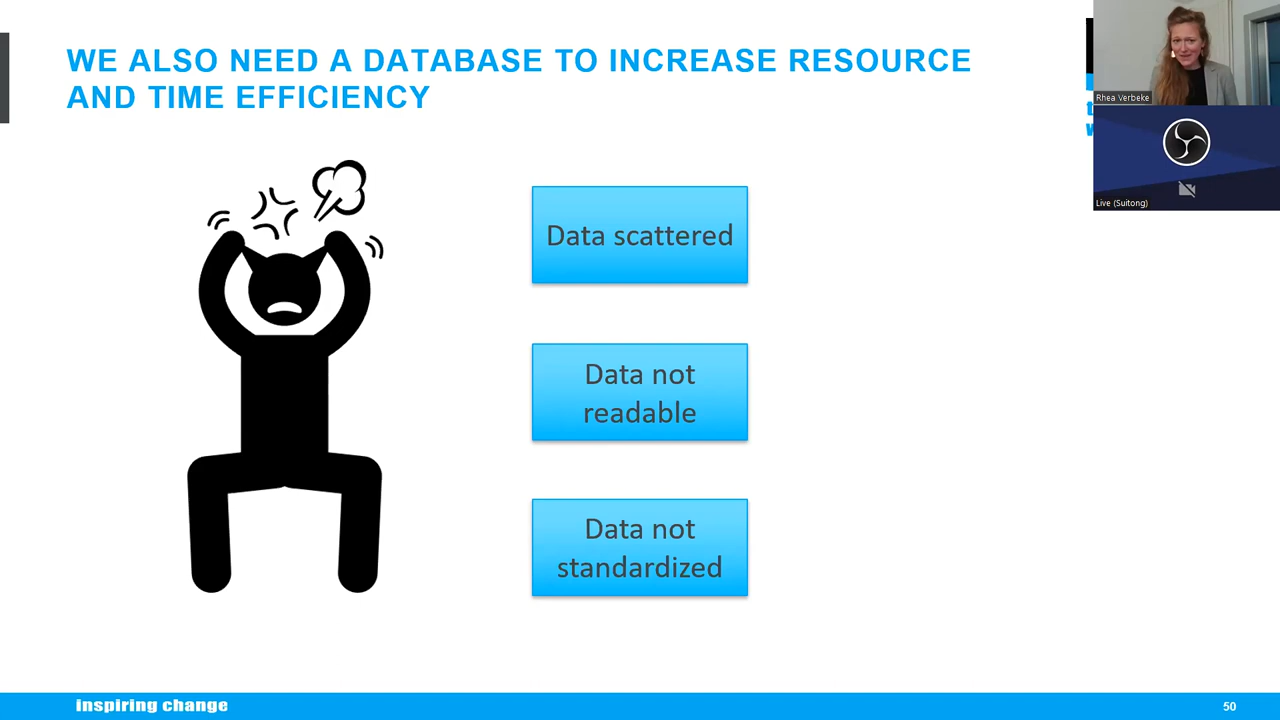 WE ALSO NEED A DATABASE TO INCREASE RESOURCE
AND TIME EFFICIENCY
Rhea Verbeke
Live (Suitong)
Data scattered
Data not
readable
Data not
standardized
inspiring change
50